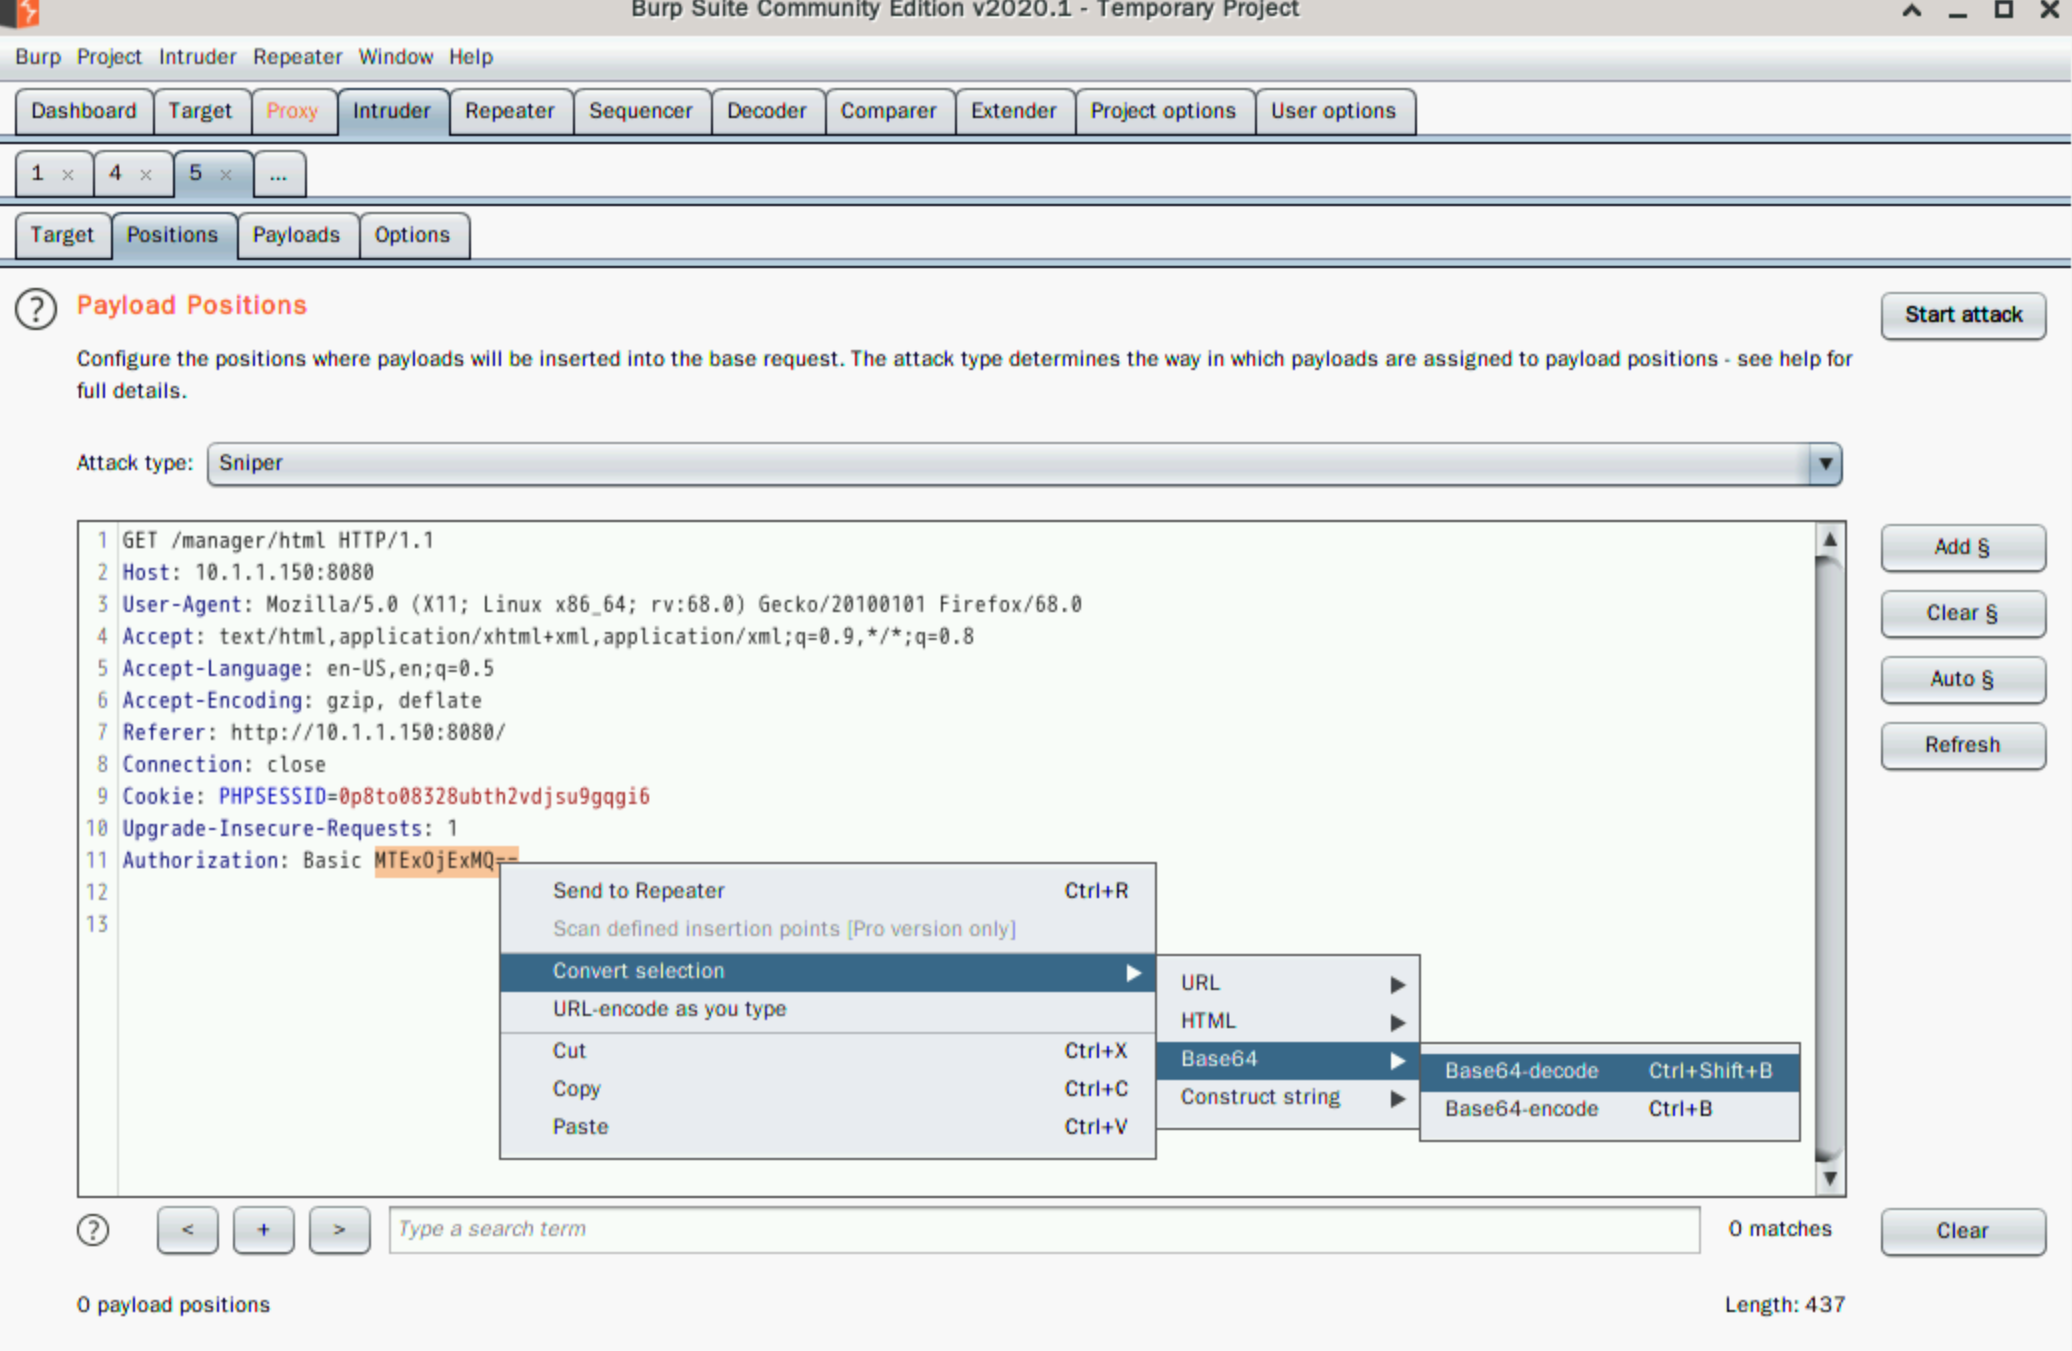 Burp Suite Community Edition v2020.1 - Temporary Project
Burp Project Intruder Repeater Window Help
Dashboard Target Proxy Intruder Repeater Sequencer Decoder Comparer Extender Project options User options
1 × 4 × 5 × ...
Target Positions Payloads Options
? Payload Positions
Start attack
Configure the positions where payloads will be inserted into the base request. The attack type determines the way in which payloads are assigned to payload positions - see help for
full details.
Attack type: Sniper
1 GET /manager/html HTTP/1.1
2 Host: 10.1.1.150:8080
3 User-Agent: Mozilla/5.0 (X11; Linux x86_64; rv:68.0) Gecko/20100101 Firefox/68.0
4 Accept: text/html,application/xhtml+xml,application/xml;q=0.9,*/*;q=0.8
5 Accept-Language: en-US,en;q=0.5
6 Accept-Encoding: gzip, deflate
7 Referer: http://10.1.1.150:8080/
8 Connection: close
9 Cookie: PHPSESSID=0p8to08328ubth2vdjsu9gqgi6
10 Upgrade-Insecure-Requests: 1
11 Authorization: Basic MTExOjExMQ==
12
13
Add §
Clear §
Auto §
Refresh
Send to Repeater Ctrl+R
Scan defined insertion points [Pro version only]
Convert selection
URL-encode as you type
Cut Ctrl+X
Copy Ctrl+C
Paste Ctrl+V
URL
HTML
Base64
Construct string
Base64-decode Ctrl+Shift+B
Base64-encode Ctrl+B
? < + > Type a search term 0 matches Clear
0 payload positions Length: 437